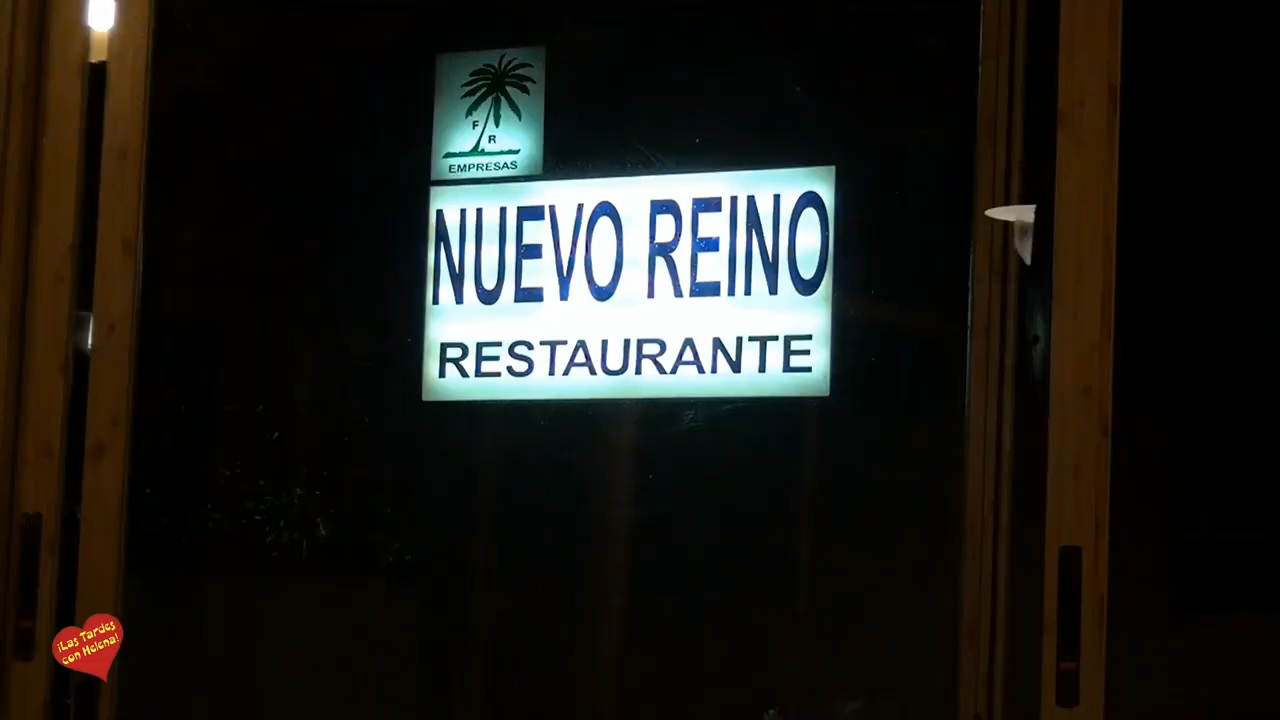 F
R
EMPRESAS
NUEVO REINO
RESTAURANTE
¡Las Tardes
con Helena!